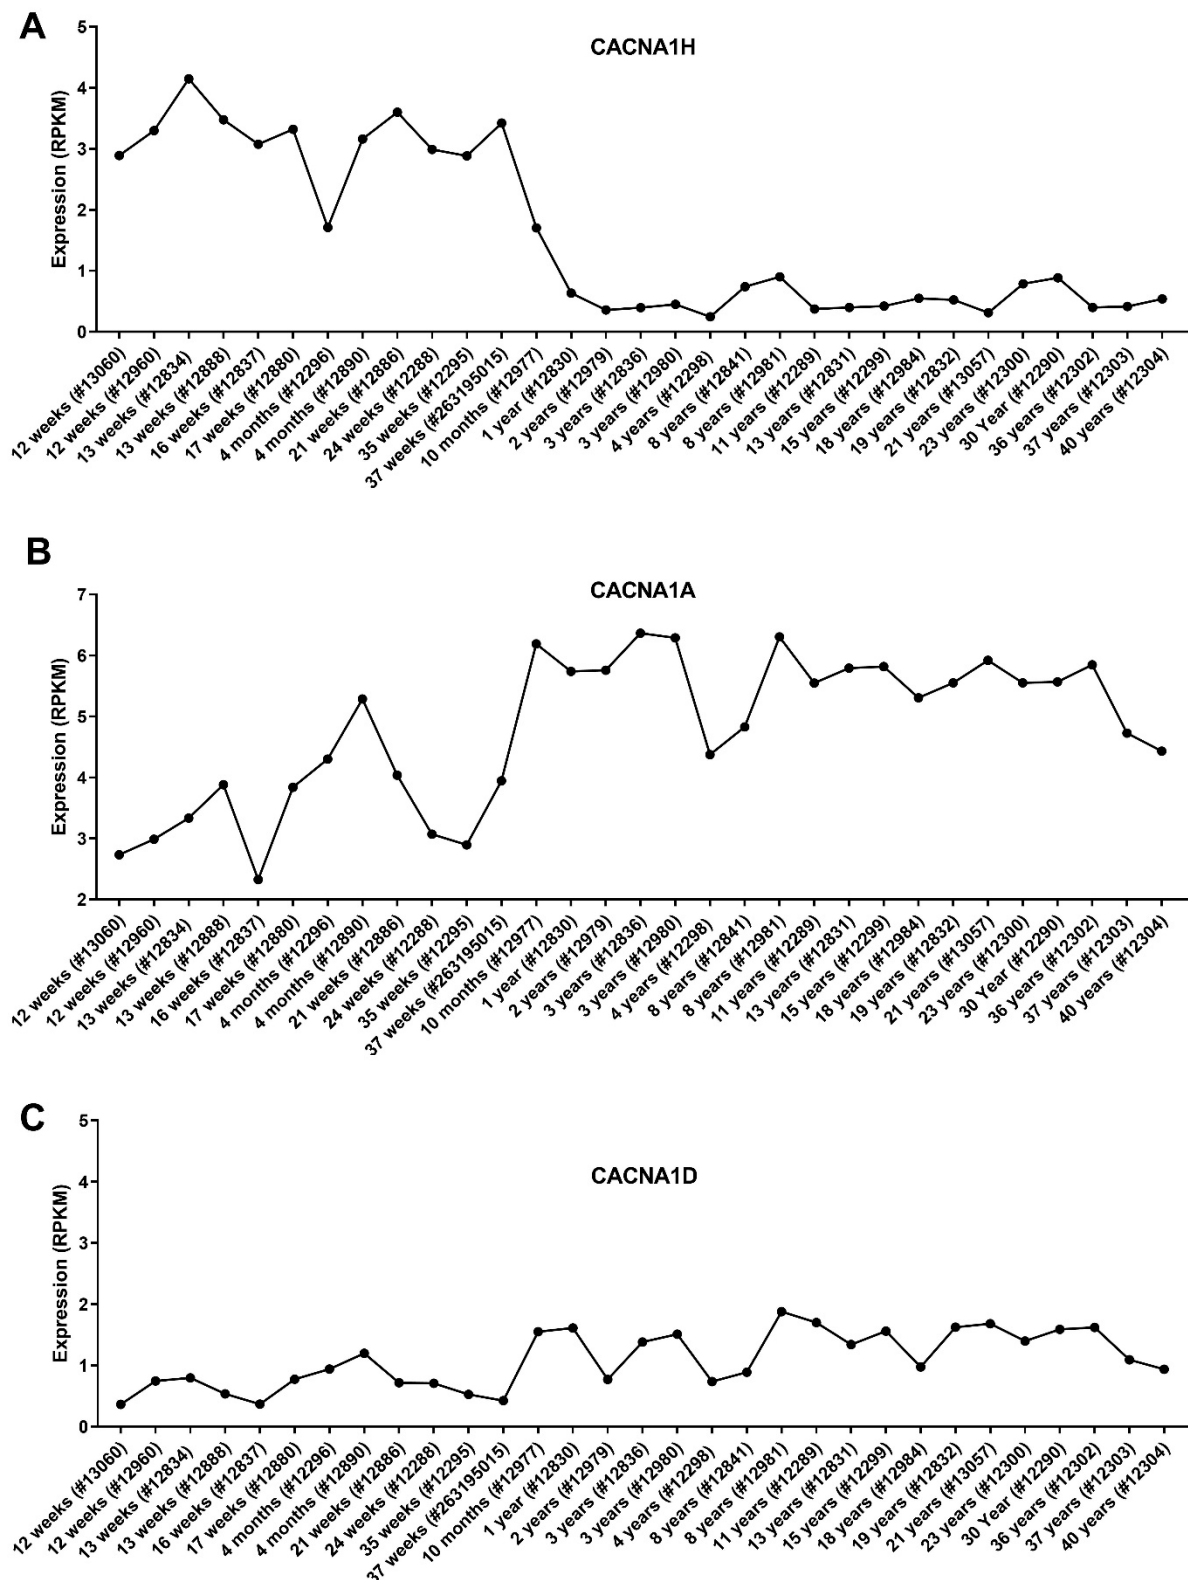 A
CACNA1H
Expression (RPKM)
5
4
3
2
1
0
12 weeks (#13060)
12 weeks (#12960)
13 weeks (#12834)
13 weeks (#12888)
16 weeks (#12837)
17 weeks (#12880)
4 months (#12296)
4 months (#12890)
21 weeks (#12886)
24 weeks (#12288)
35 weeks (#12295)
37 weeks (#263195015)
10 months (#12977)
1 year (#12830)
2 years (#12979)
3 years (#12836)
3 years (#12980)
4 years (#12298)
8 years (#12841)
8 years (#12981)
11 years (#12289)
13 years (#12831)
15 years (#12299)
18 years (#12984)
19 years (#12832)
21 years (#13057)
23 years (#12300)
30 Year (#12290)
36 years (#12302)
37 years (#12303)
40 years (#12304)
B
CACNA1A
Expression (RPKM)
7
6
5
4
3
2
12 weeks (#13060)
12 weeks (#12960)
13 weeks (#12834)
13 weeks (#12888)
16 weeks (#12837)
17 weeks (#12880)
4 months (#12296)
4 months (#12890)
21 weeks (#12886)
24 weeks (#12288)
35 weeks (#12295)
37 weeks (#263195015)
10 months (#12977)
1 year (#12830)
2 years (#12979)
3 years (#12836)
3 years (#12980)
4 years (#12298)
8 years (#12841)
8 years (#12981)
11 years (#12289)
13 years (#12831)
15 years (#12299)
18 years (#12984)
19 years (#12832)
21 years (#13057)
23 years (#12300)
30 Year (#12290)
36 years (#12302)
37 years (#12303)
40 years (#12304)
C
CACNA1D
Expression (RPKM)
5
4
3
2
1
0
12 weeks (#13060)
12 weeks (#12960)
13 weeks (#12834)
13 weeks (#12888)
16 weeks (#12837)
17 weeks (#12880)
4 months (#12296)
4 months (#12890)
21 weeks (#12886)
24 weeks (#12288)
35 weeks (#12295)
37 weeks (#263195015)
10 months (#12977)
1 year (#12830)
2 years (#12979)
3 years (#12836)
3 years (#12980)
4 years (#12298)
8 years (#12841)
8 years (#12981)
11 years (#12289)
13 years (#12831)
15 years (#12299)
18 years (#12984)
19 years (#12832)
21 years (#13057)
23 years (#12300)
30 Year (#12290)
36 years (#12302)
37 years (#12303)
40 years (#12304)